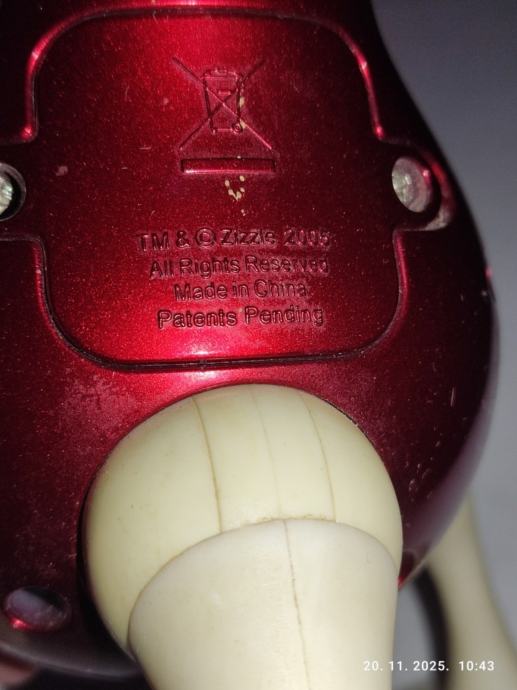 TM & © Zizzle 2005
All Rights Reserved
Made in China
Patents Pending
20. 11. 2025. 10:43